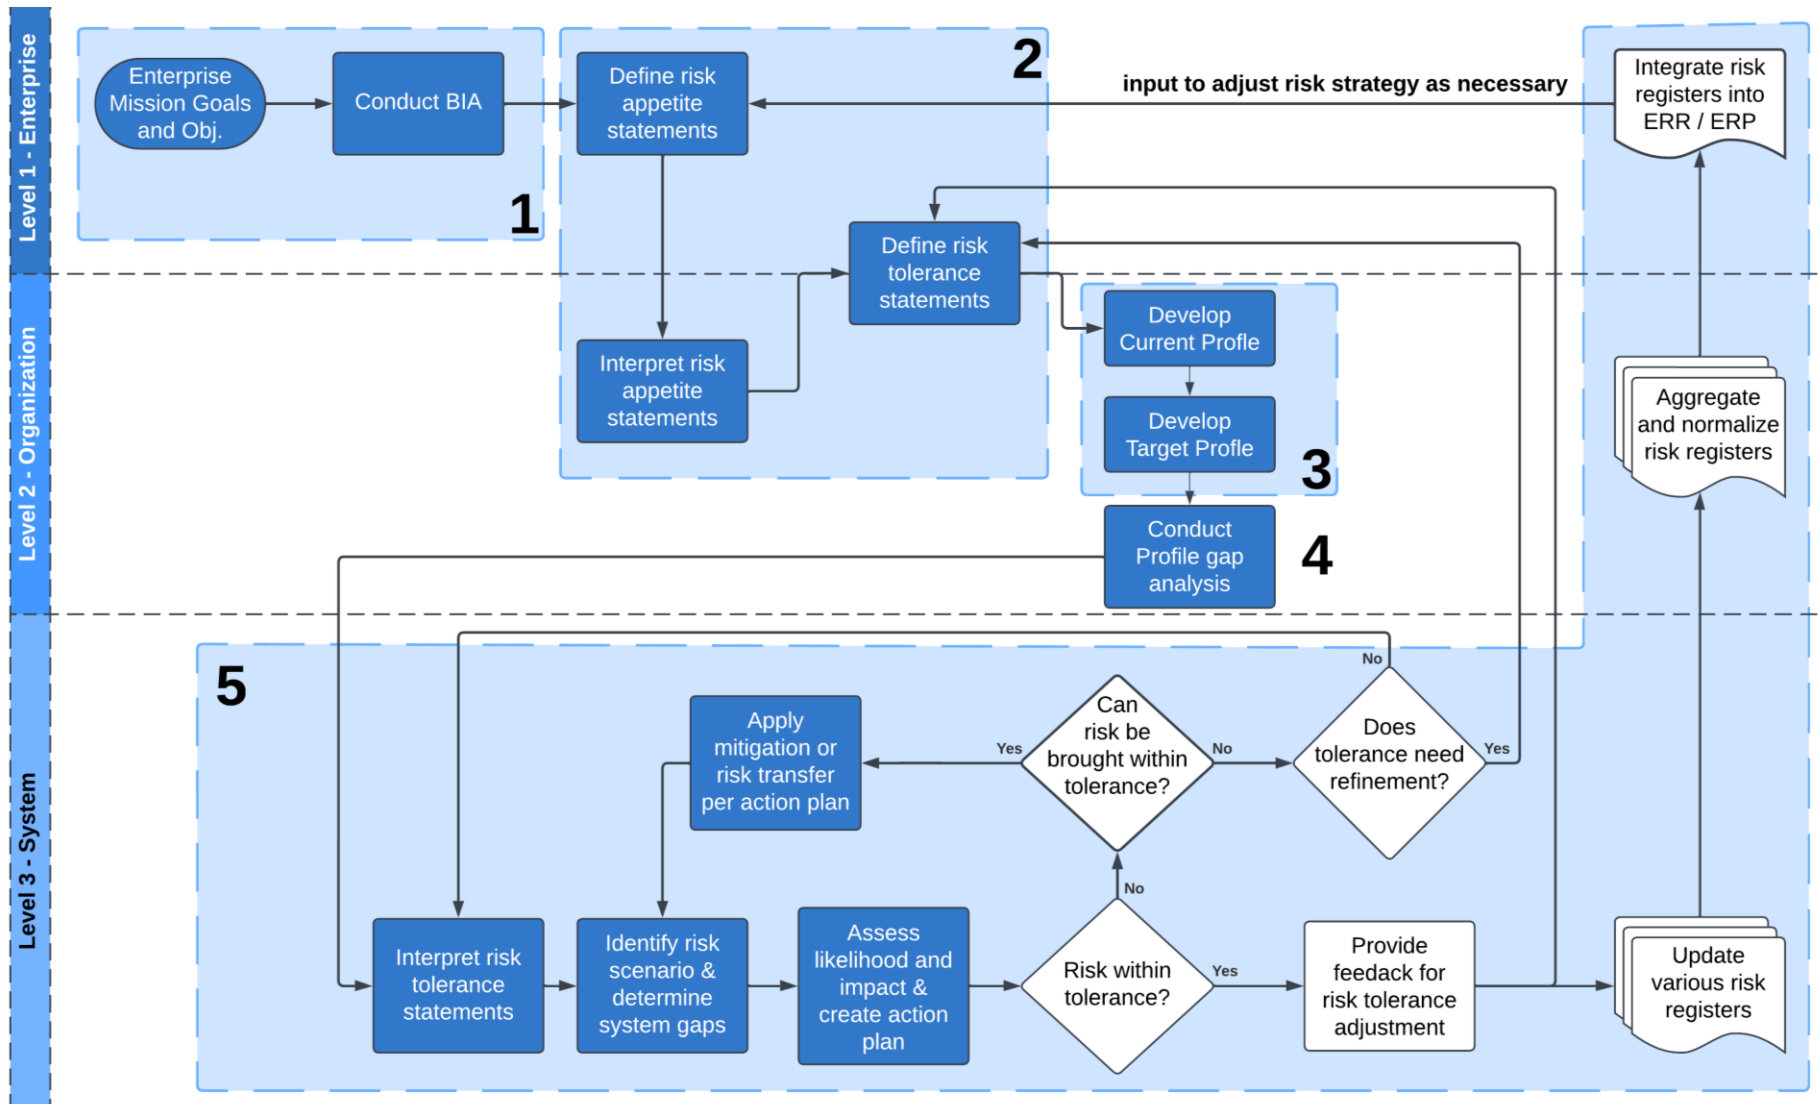 Level 1 - Enterprise
Enterprise
Mission Goals
and Obj.
Conduct BIA
1
Define risk
appetite
statements
2
input to adjust risk strategy as necessary
Integrate risk
registers into
ERR / ERP
Define risk
tolerance
statements
Level 2 - Organization
Interpret risk
appetite
statements
Develop
Current Profle
Develop
Target Profle
3
Conduct
Profile gap
analysis
4
Aggregate
and normalize
risk registers
Level 3 - System
5
Apply
mitigation or
risk transfer
per action plan
Yes
Can
risk be
brought within
tolerance?
No
No
Does
tolerance need
refinement?
Yes
No
Interpret risk
tolerance
statements
Identify risk
scenario &
determine
system gaps
Assess
likelihood and
impact &
create action
plan
Risk within
tolerance?
Yes
Provide
feedack for
risk tolerance
adjustment
Update
various risk
registers